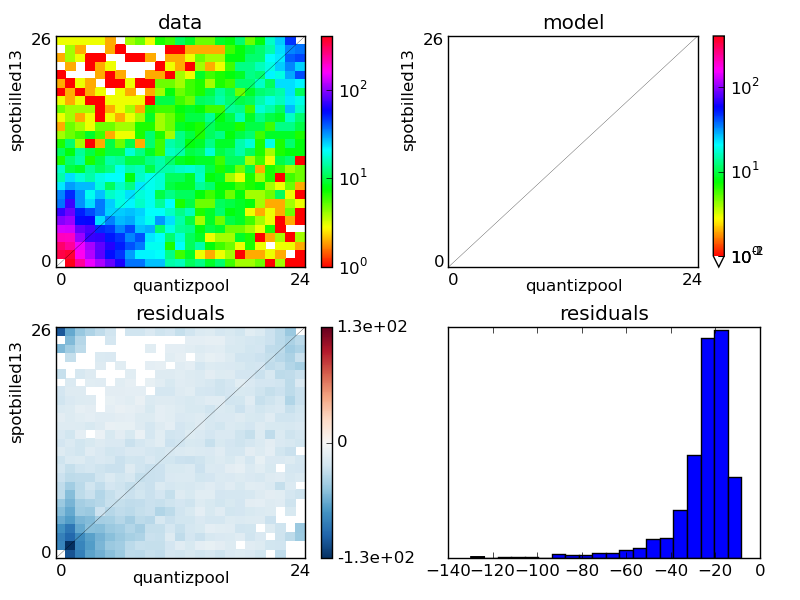 data
26
spotbilled13
0
0
quantizpool
24
10^2
10^1
10^0
model
26
spotbilled13
0
0
quantizpool
24
10^2
10^1
residuals
26
spotbilled13
0
0
quantizpool
24
1.3e+02
0
-1.3e+02
residuals
−140 −120 −100 −80 −60 −40 −20 0